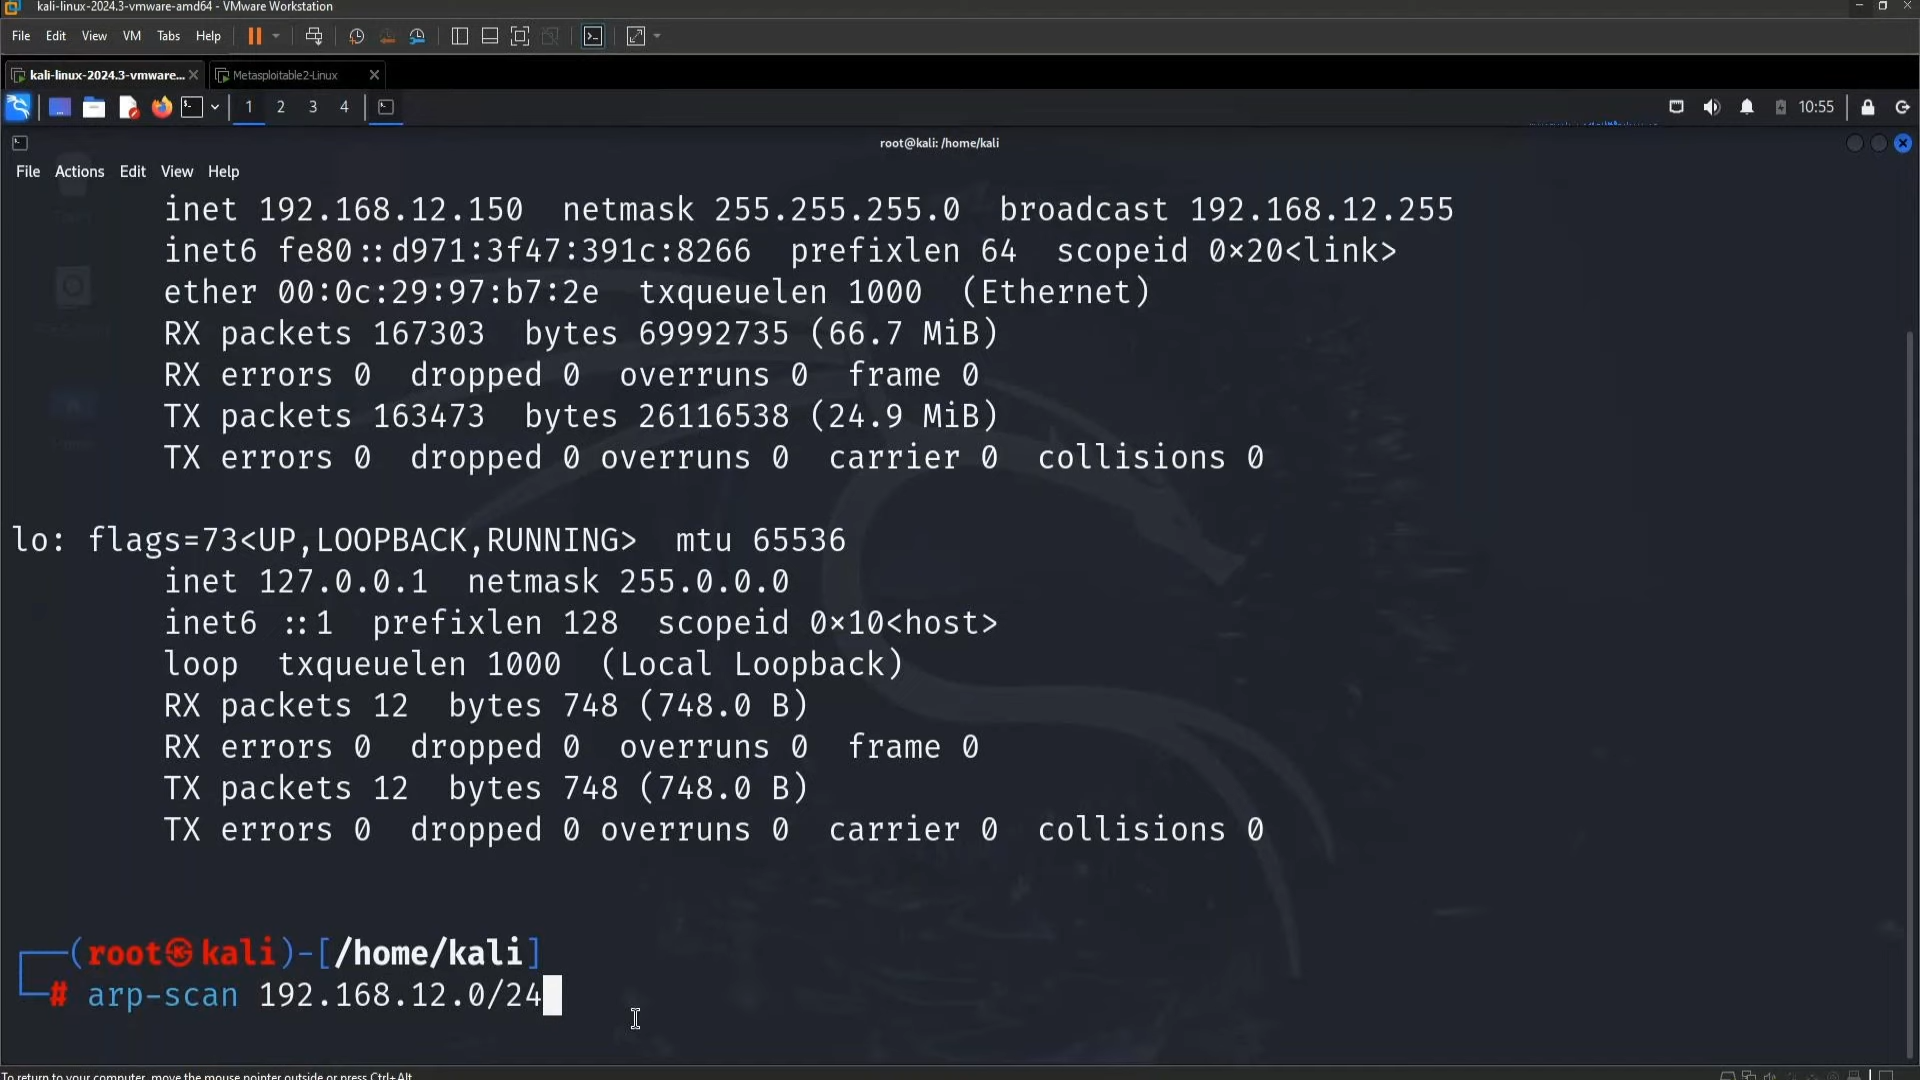 kali-linux-2024.3-vmware-amd64 - VMware Workstation
File Edit View VM Tabs Help
kali-linux-2024.3-vmware... Metasploitable2-Linux
1 2 3 4 10:55
root@kali: /home/kali
File Actions Edit View Help
inet 192.168.12.150 netmask 255.255.255.0 broadcast 192.168.12.255
inet6 fe80::d971:3f47:391c:8266 prefixlen 64 scopeid 0×20<link>
ether 00:0c:29:97:b7:2e txqueuelen 1000 (Ethernet)
RX packets 167303 bytes 69992735 (66.7 MiB)
RX errors 0 dropped 0 overruns 0 frame 0
TX packets 163473 bytes 26116538 (24.9 MiB)
TX errors 0 dropped 0 overruns 0 carrier 0 collisions 0
lo: flags=73<UP,LOOPBACK,RUNNING> mtu 65536
inet 127.0.0.1 netmask 255.0.0.0
inet6 ::1 prefixlen 128 scopeid 0×10<host>
loop txqueuelen 1000 (Local Loopback)
RX packets 12 bytes 748 (748.0 B)
RX errors 0 dropped 0 overruns 0 frame 0
TX packets 12 bytes 748 (748.0 B)
TX errors 0 dropped 0 overruns 0 carrier 0 collisions 0
(root㉿kali)-[/home/kali]
# arp-scan 192.168.12.0/24
To return to your computer, move the mouse pointer outside or press Ctrl+Alt.